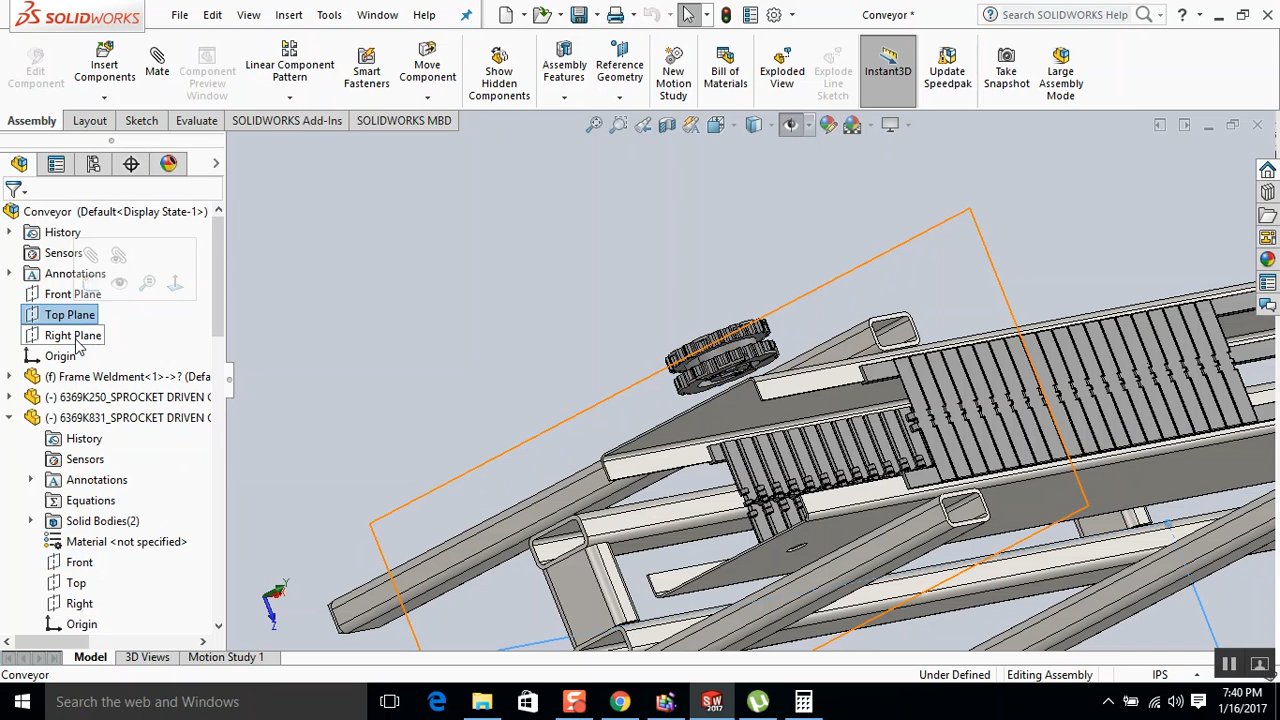 SOLIDWORKS
File Edit View Insert Tools Window Help
Conveyor *
Search SOLIDWORKS Help
?
Edit Component
Insert Components
Mate
Component Preview Window
Linear Component Pattern
Smart Fasteners
Move Component
Show Hidden Components
Assembly Features
Reference Geometry
New Motion Study
Bill of Materials
Exploded View
Explode Line Sketch
Instant3D
Update Speedpak
Take Snapshot
Large Assembly Mode
Assembly Layout Sketch Evaluate SOLIDWORKS Add-Ins SOLIDWORKS MBD
Conveyor (Default<Display State-1>)
History
Sensors
Annotations
Front Plane
Top Plane
Right Plane
Origin
(f) Frame Weldment<1>->? (Defa
(-) 6369K250_SPROCKET DRIVEN C
(-) 6369K831_SPROCKET DRIVEN C
History
Sensors
Annotations
Equations
Solid Bodies(2)
Material <not specified>
Front
Top
Right
Origin
Y
Z
Model 3D Views Motion Study 1
Conveyor
Under Defined Editing Assembly IPS
Search the web and Windows
SW
2017
7:40 PM
1/16/2017